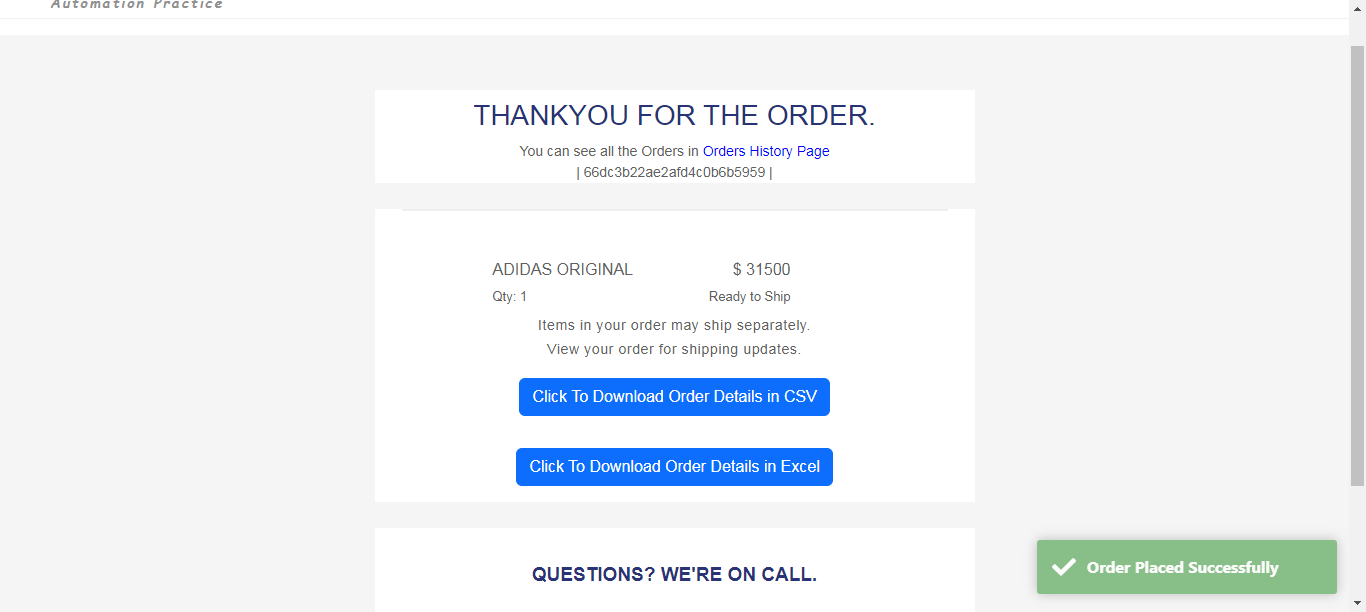 Automation Practice
THANKYOU FOR THE ORDER.
You can see all the Orders in Orders History Page
| 66dc3b22ae2afd4c0b6b5959 |
ADIDAS ORIGINAL $ 31500
Qty: 1 Ready to Ship
Items in your order may ship separately.
View your order for shipping updates.
Click To Download Order Details in CSV
Click To Download Order Details in Excel
QUESTIONS? WE'RE ON CALL.
Order Placed Successfully